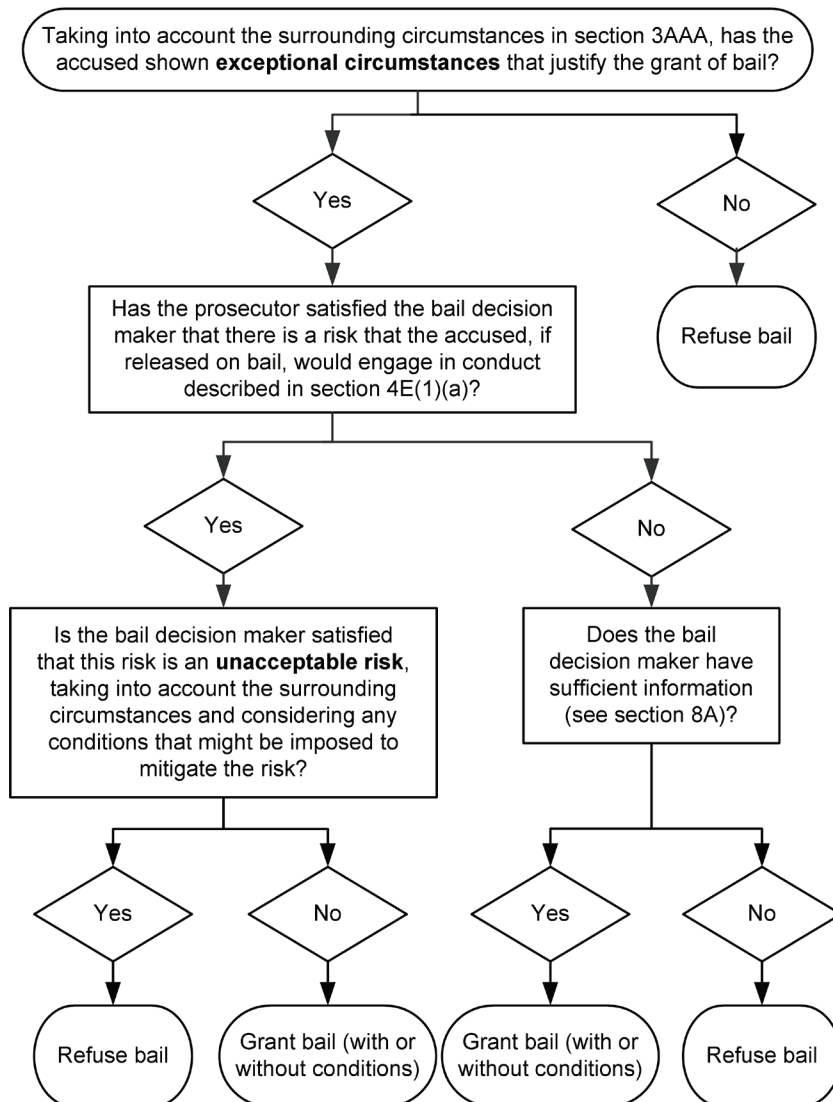 Taking into account the surrounding circumstances in section 3AAA, has the
accused shown exceptional circumstances that justify the grant of bail?
Yes
No
Has the prosecutor satisfied the bail decision
maker that there is a risk that the accused, if
released on bail, would engage in conduct
described in section 4E(1)(a)?
Refuse bail
Yes
No
Is the bail decision maker satisfied
that this risk is an unacceptable risk,
taking into account the surrounding
circumstances and considering any
conditions that might be imposed to
mitigate the risk?
Does the bail
decision maker have
sufficient information
(see section 8A)?
Yes
No
Yes
No
Refuse bail
Grant bail (with or
without conditions)
Grant bail (with or
without conditions)
Refuse bail